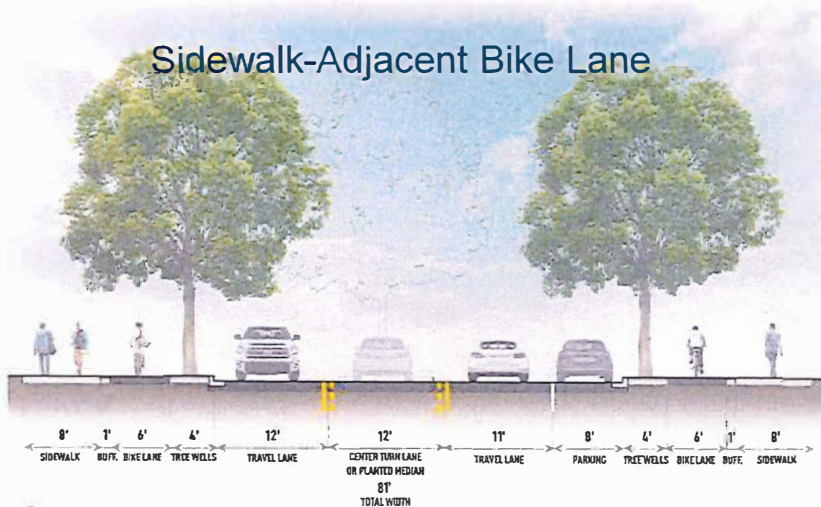 Sidewalk-Adjacent Bike Lane
8' 1' 6' 4' 12' 12' 11' 8' 4' 6' 1' 8'
SIDEWALK BUFF. BIKE LANE TREE WELLS TRAVEL LANE CENTER TURN LANE TRAVEL LANE PARKING TREE WELLS BIKE LANE BUFF. SIDEWALK
OR PLANTED MEDIAN
81'
TOTAL WIDTH